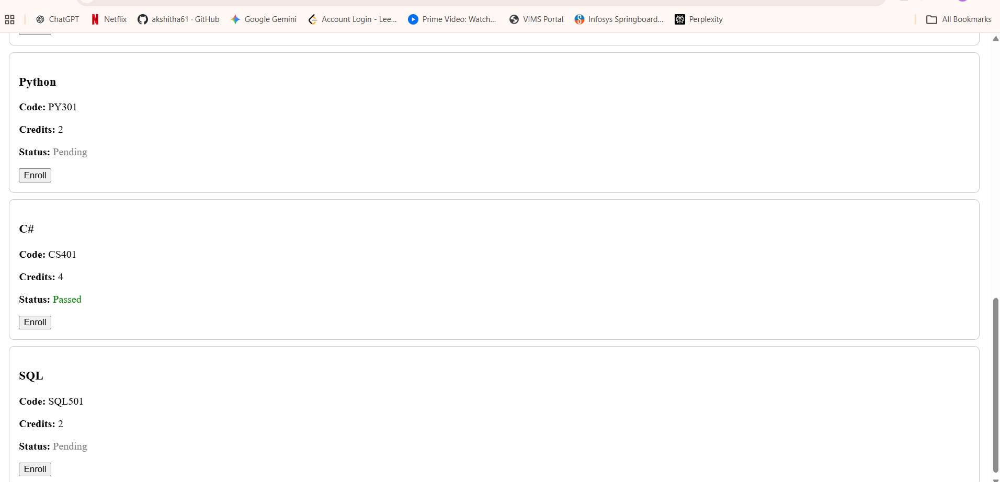 ChatGPT Netflix akshitha61 · GitHub Google Gemini Account Login - Lee... Prime Video: Watch... VIMS Portal Infosys Springboard... Perplexity All Bookmarks
Python
Code: PY301
Credits: 2
Status: Pending
Enroll
C#
Code: CS401
Credits: 4
Status: Passed
Enroll
SQL
Code: SQL501
Credits: 2
Status: Pending
Enroll